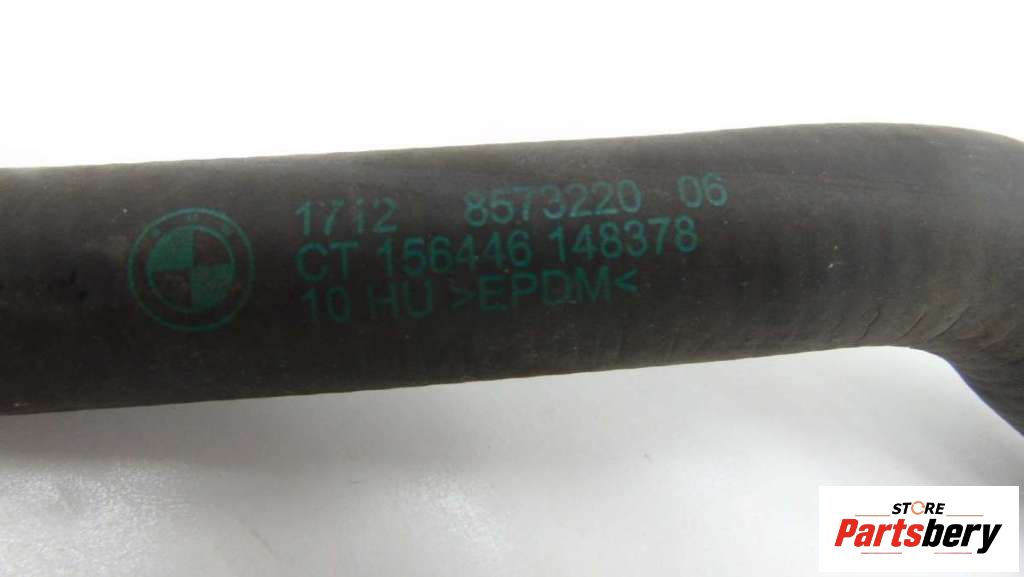 1712 8573220 06
CT 156446 148378
10 HU >EPDM<
STORE
Partsbery